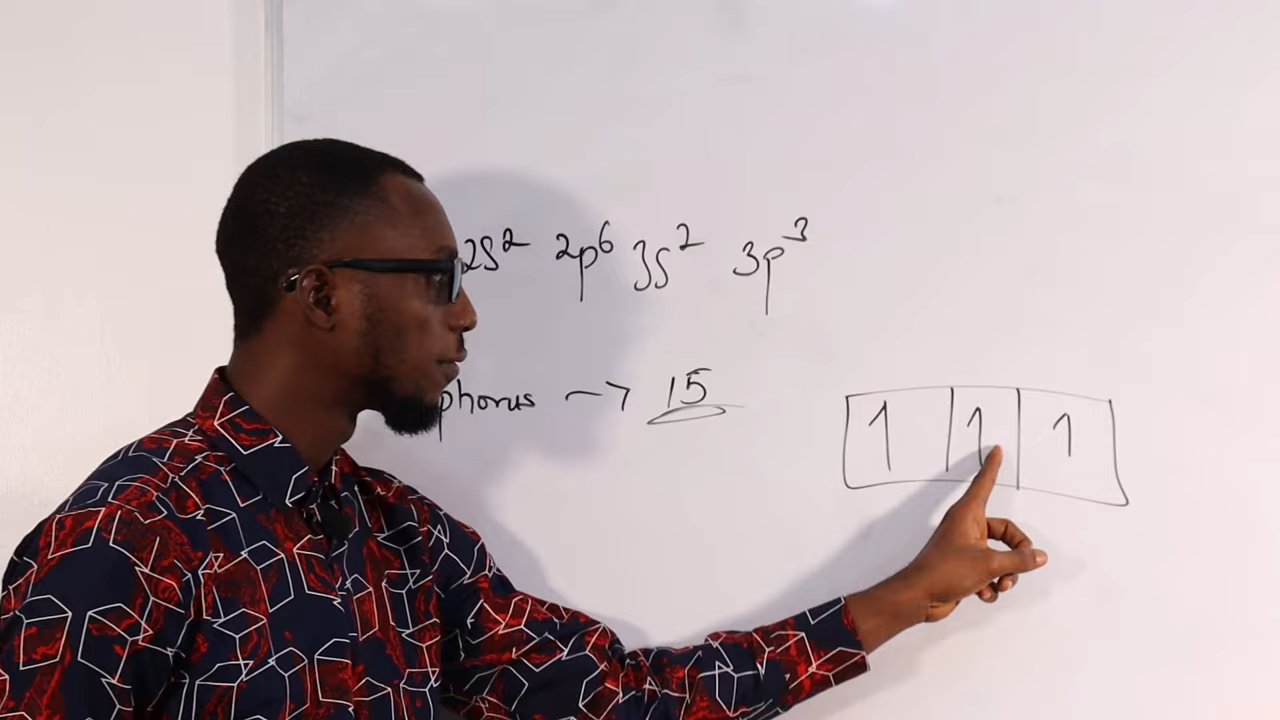 2s² 2p⁶ 3s² 3p³
phorus → 15
1 1 1